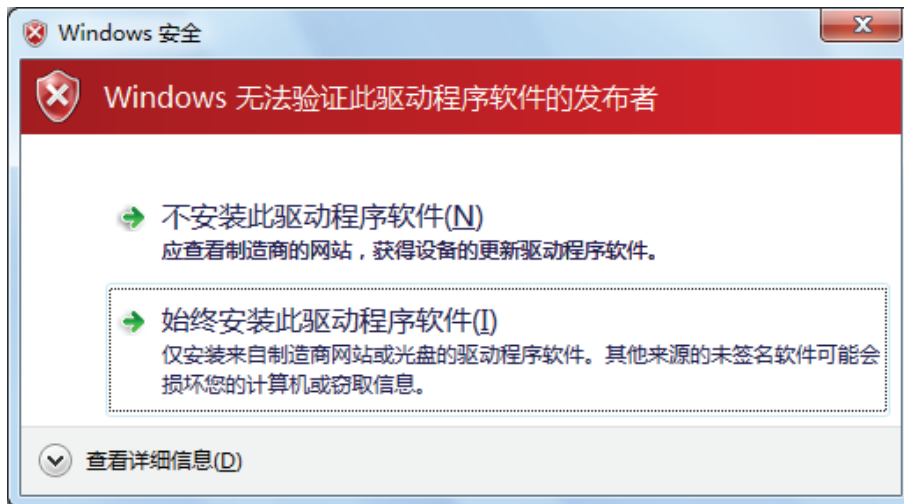 Windows 安全
Windows 无法验证此驱动程序软件的发布者
不安装此驱动程序软件(N)
应查看制造商的网站，获得设备的更新驱动程序软件。
始终安装此驱动程序软件(I)
仅安装来自制造商网站或光盘的驱动程序软件。其他来源的未签名软件可能会
损坏您的计算机或窃取信息。
查看详细信息(D)